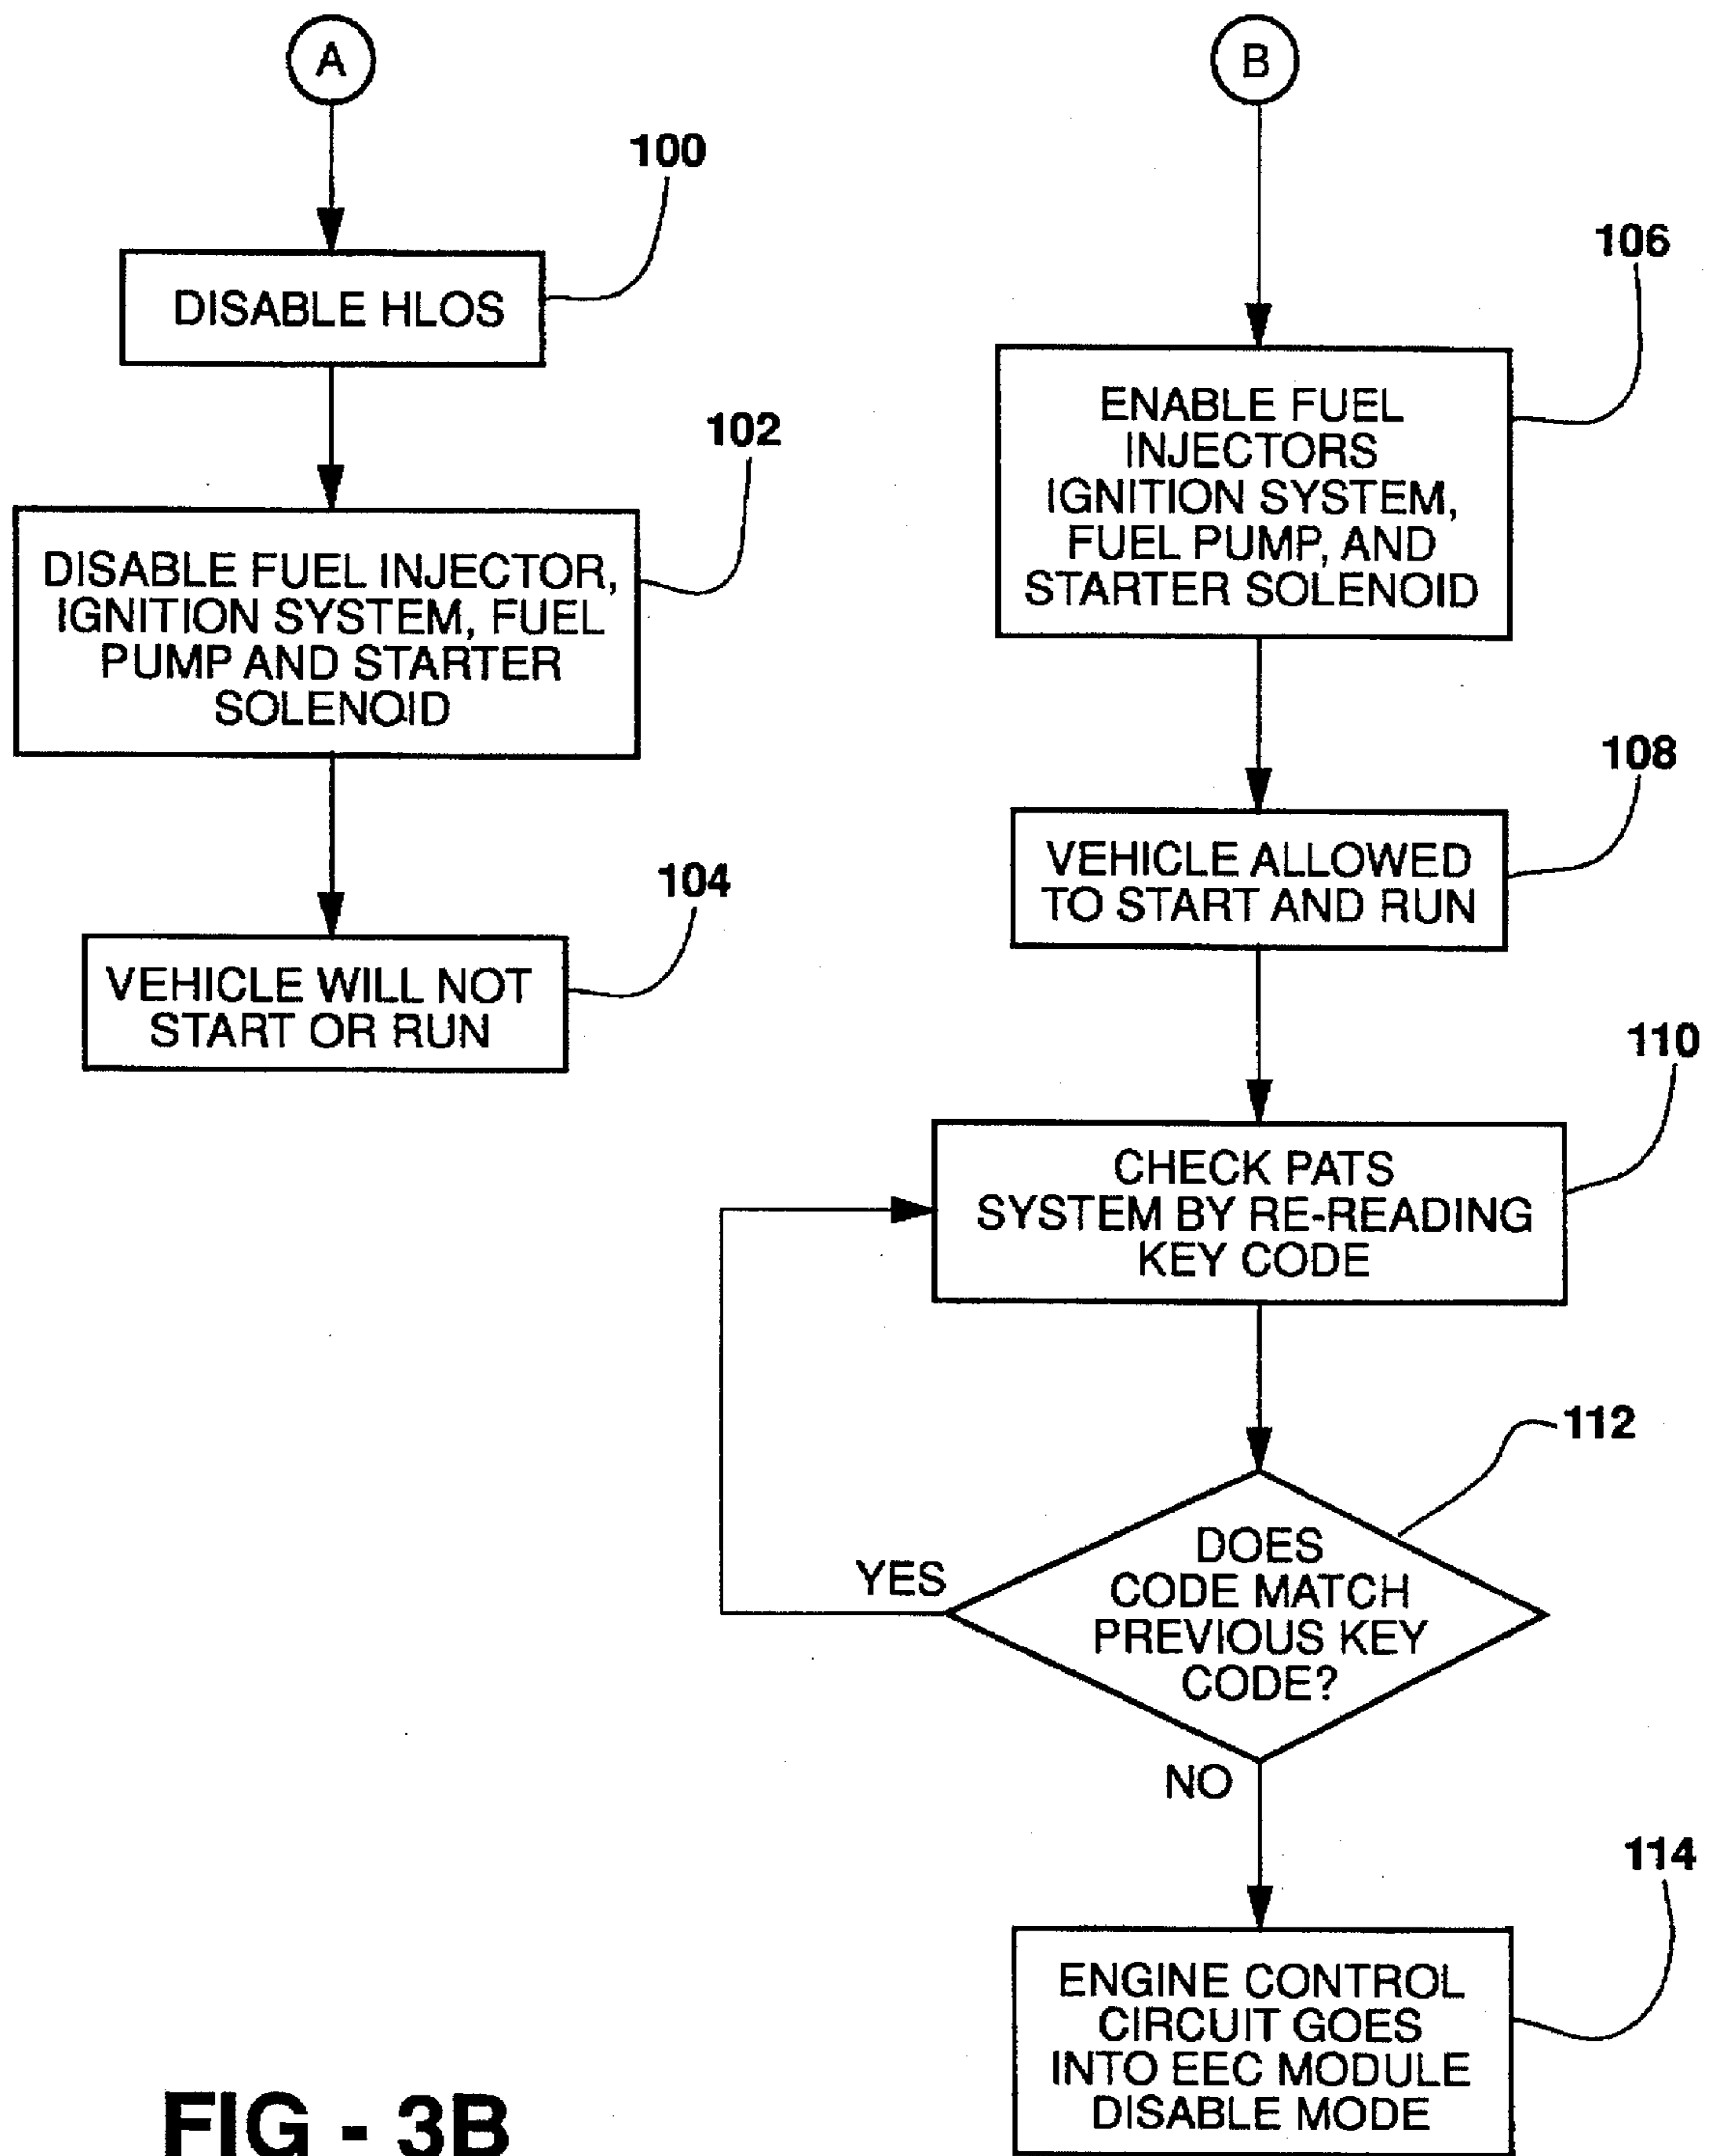 A
100
DISABLE HLOS
102
DISABLE FUEL INJECTOR,
IGNITION SYSTEM, FUEL
PUMP AND STARTER
SOLENOID
104
VEHICLE WILL NOT
START OR RUN
B
106
ENABLE FUEL
INJECTORS
IGNITION SYSTEM,
FUEL PUMP, AND
STARTER SOLENOID
108
VEHICLE ALLOWED
TO START AND RUN
110
CHECK PATS
SYSTEM BY RE-READING
KEY CODE
112
DOES
CODE MATCH
PREVIOUS KEY
CODE?
YES
NO
114
ENGINE CONTROL
CIRCUIT GOES
INTO EEC MODULE
DISABLE MODE
FIG - 3B